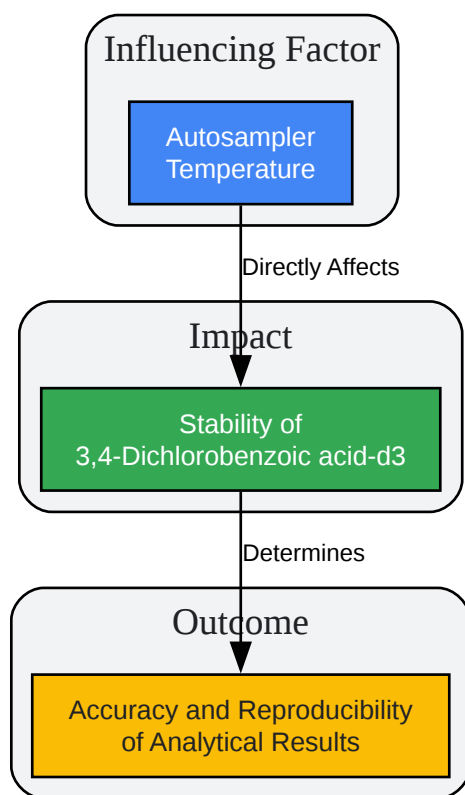 Influencing Factor
Autosampler
Temperature
Directly Affects
Impact
Stability of
3,4-Dichlorobenzoic acid-d3
Determines
Outcome
Accuracy and Reproducibility
of Analytical Results